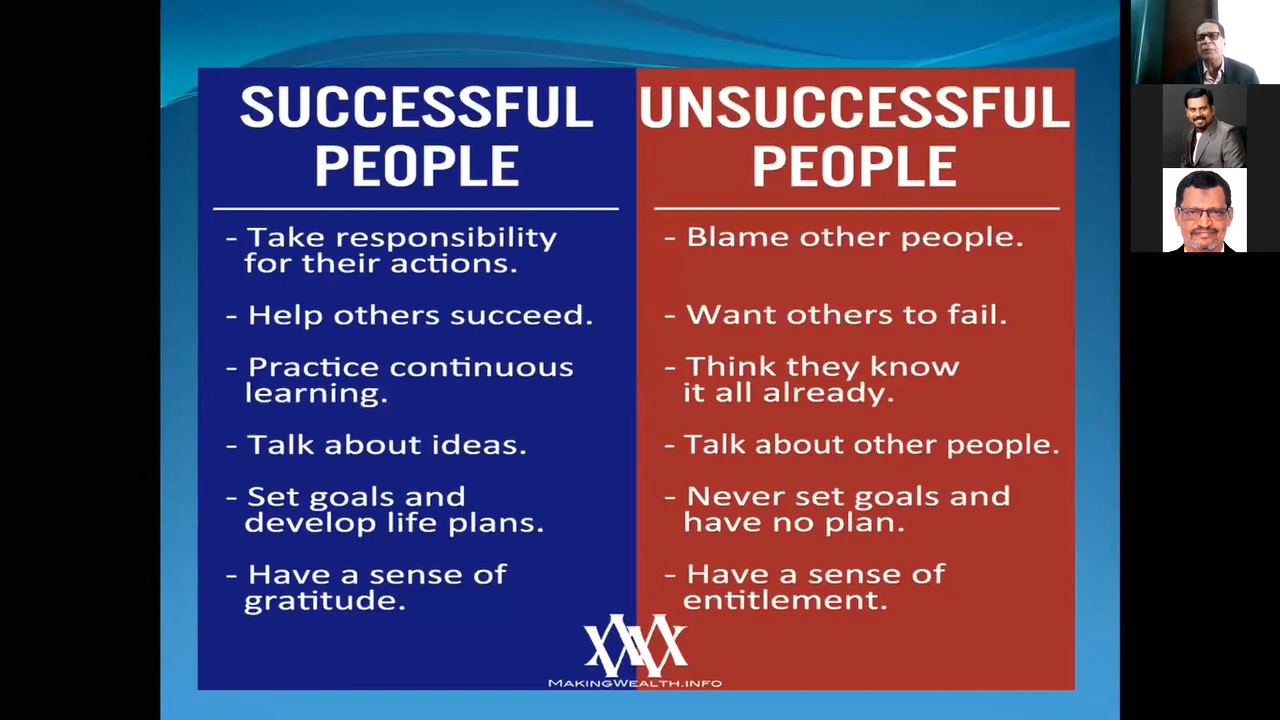 SUCCESSFUL
PEOPLE
- Take responsibility
for their actions.
- Help others succeed.
- Practice continuous
learning.
- Talk about ideas.
- Set goals and
develop life plans.
- Have a sense of
gratitude.
UNSUCCESSFUL
PEOPLE
- Blame other people.
- Want others to fail.
- Think they know
it all already.
- Talk about other people.
- Never set goals and
have no plan.
- Have a sense of
entitlement.
MAKINGWEALTH.INFO